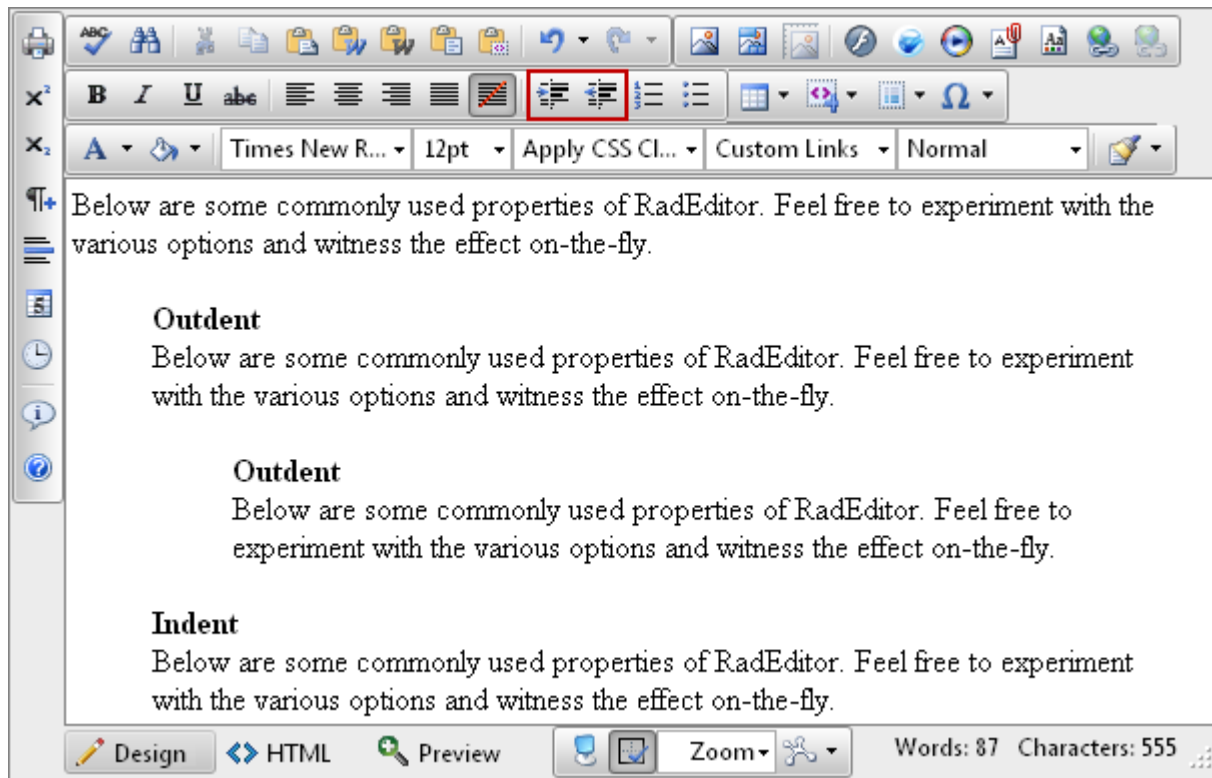 ABC
B I U abc
Times New R... 12pt Apply CSS Cl... Custom Links Normal
Below are some commonly used properties of RadEditor. Feel free to experiment with the
various options and witness the effect on-the-fly.
Outdent
Below are some commonly used properties of RadEditor. Feel free to experiment
with the various options and witness the effect on-the-fly.
Outdent
Below are some commonly used properties of RadEditor. Feel free to
experiment with the various options and witness the effect on-the-fly.
Indent
Below are some commonly used properties of RadEditor. Feel free to experiment
with the various options and witness the effect on-the-fly.
Design HTML Preview Zoom Words: 87 Characters: 555